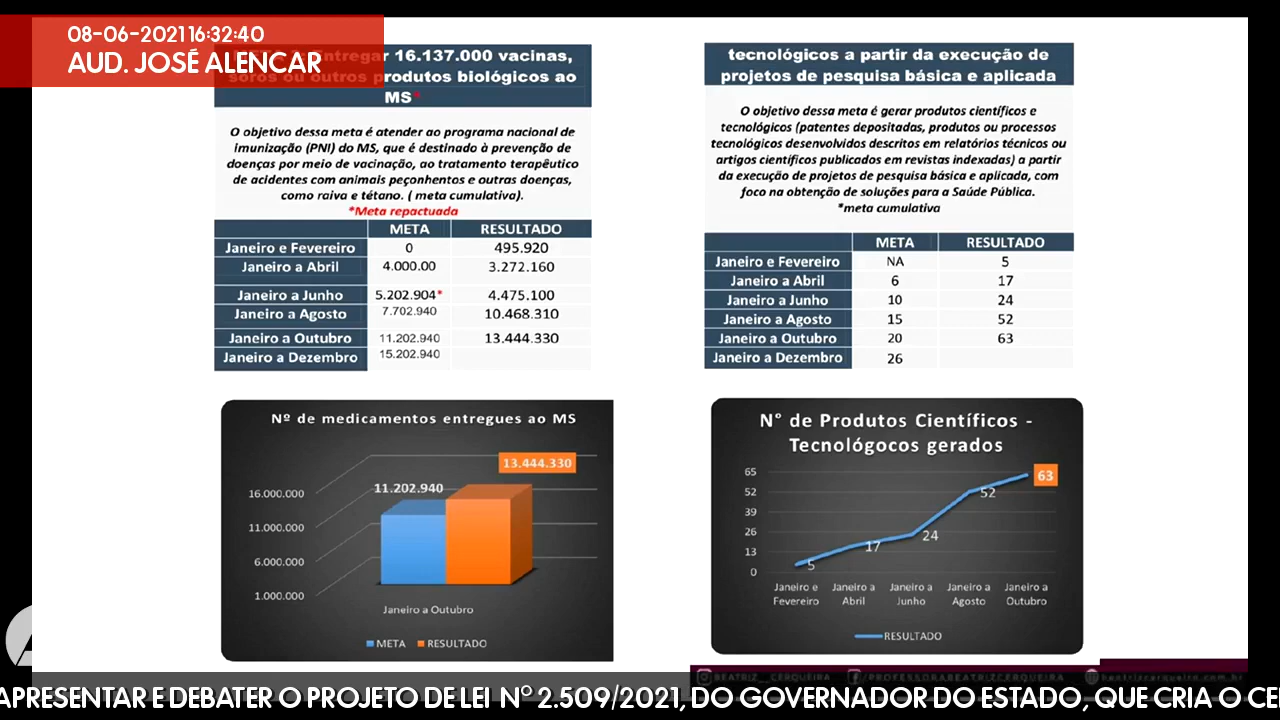 08-06-2021 16:32:40
AUD. JOSÉ ALENCAR
Entregar 16.137.000 vacinas,
soros ou outros produtos biológicos ao
MS*
O objetivo dessa meta é atender ao programa nacional de
imunização (PNI) do MS, que é destinado à prevenção de
doenças por meio de vacinação, ao tratamento terapêutico
de acidentes com animais peçonhentos e outras doenças,
como raiva e tétano. ( meta cumulativa).
*Meta repactuada
META RESULTADO
Janeiro e Fevereiro 0 495.920
Janeiro a Abril 4.000.00 3.272.160
Janeiro a Junho 5.202.904* 4.475.100
Janeiro a Agosto 7.702.940 10.468.310
Janeiro a Outubro 11.202.940 13.444.330
Janeiro a Dezembro 15.202.940
tecnológicos a partir da execução de
projetos de pesquisa básica e aplicada
O objetivo dessa meta é gerar produtos científicos e
tecnológicos (patentes depositadas, produtos ou processos
tecnológicos desenvolvidos descritos em relatórios técnicos ou
artigos científicos publicados em revistas indexadas) a partir
da execução de projetos de pesquisa básica e aplicada, com
foco na obtenção de soluções para a Saúde Pública.
*meta cumulativa
META RESULTADO
Janeiro e Fevereiro NA 5
Janeiro a Abril 6 17
Janeiro a Junho 10 24
Janeiro a Agosto 15 52
Janeiro a Outubro 20 63
Janeiro a Dezembro 26
Nº de medicamentos entregues ao MS
13.444.330
11.202.940
16.000.000
11.000.000
6.000.000
1.000.000
Janeiro a Outubro
META RESULTADO
N° de Produtos Científicos -
Tecnológocos gerados
65
52
39
26
13
0
5
17
24
52
63
Janeiro e Fevereiro
Janeiro a Abril
Janeiro a Junho
Janeiro a Agosto
Janeiro a Outubro
RESULTADO
BEATRIZ__CERQUEIRA PROFESSORABEATRIZCERQUEIRA beatrizcerqueira.com.br
APRESENTAR E DEBATER O PROJETO DE LEI Nº 2.509/2021, DO GOVERNADOR DO ESTADO, QUE CRIA O CE